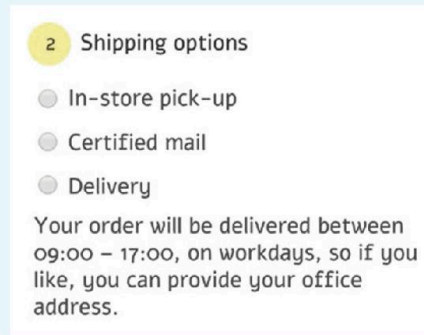 2 Shipping options
In-store pick-up
Certified mail
Delivery
Your order will be delivered between
09:00 – 17:00, on workdays, so if you
like, you can provide your office
address.